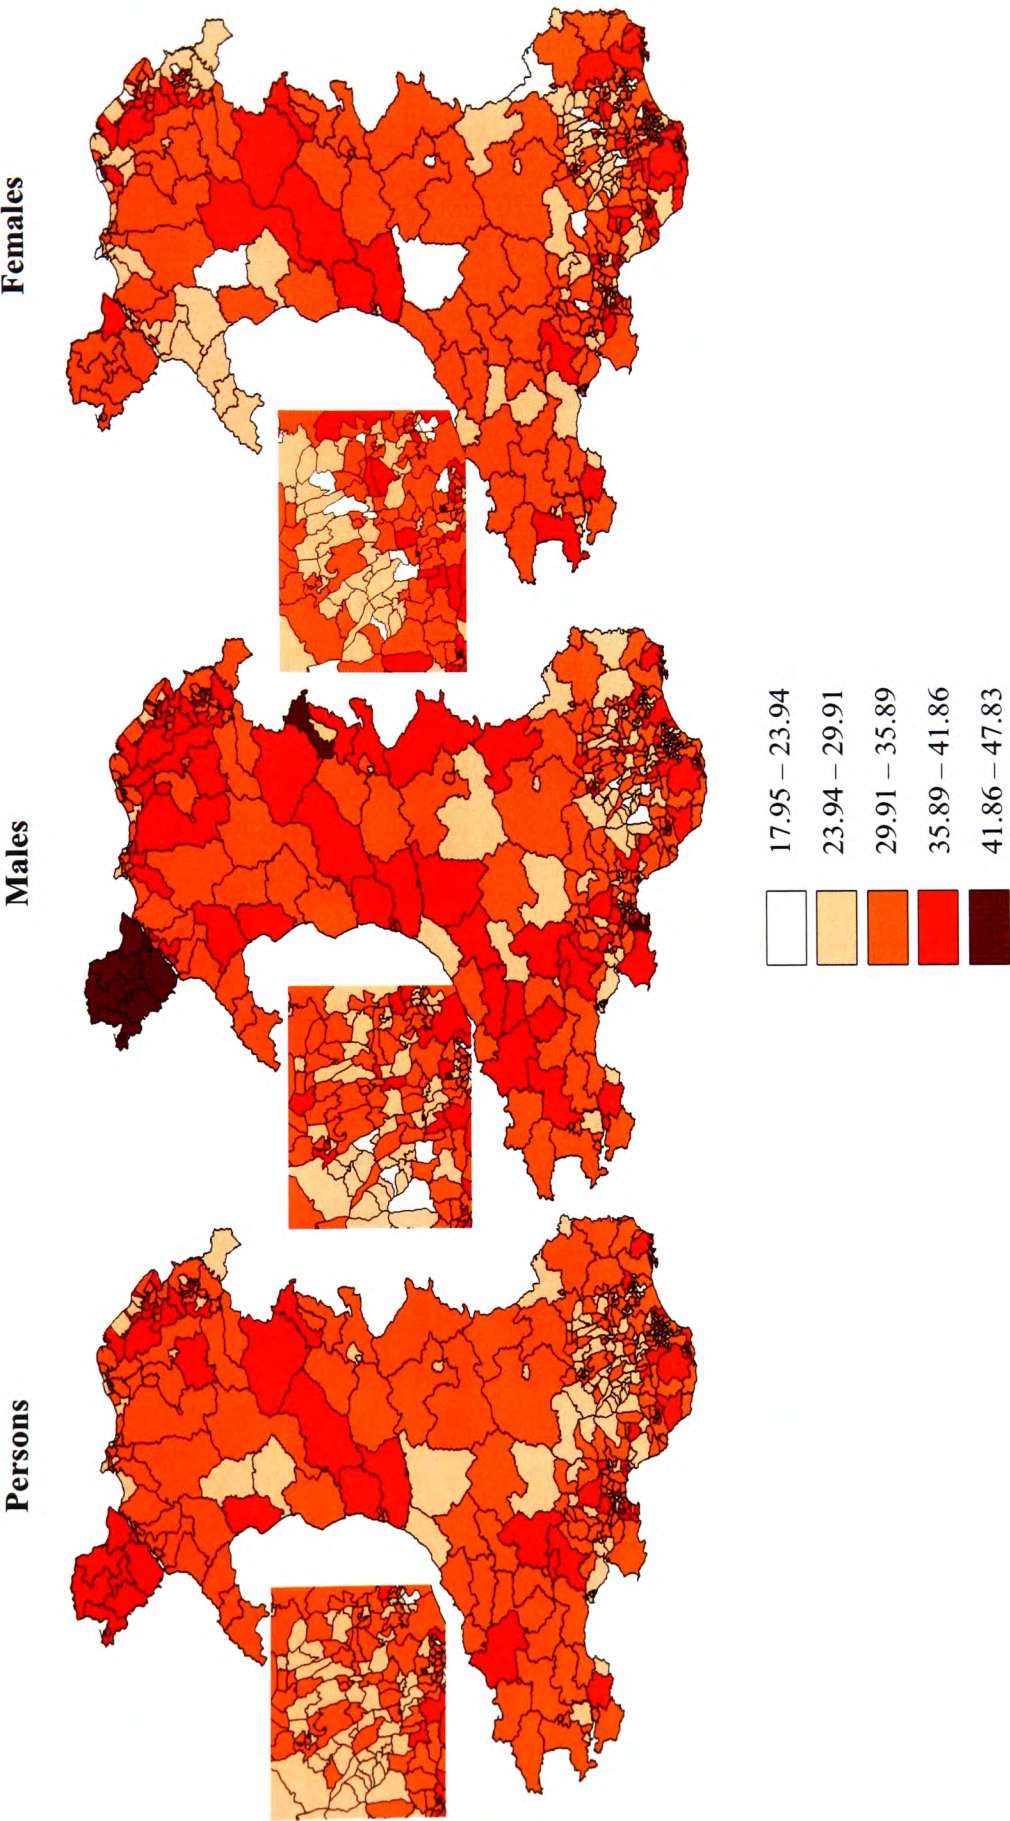 Persons
Males
Females
17.95 – 23.94
23.94 – 29.91
29.91 – 35.89
35.89 – 41.86
41.86 – 47.83